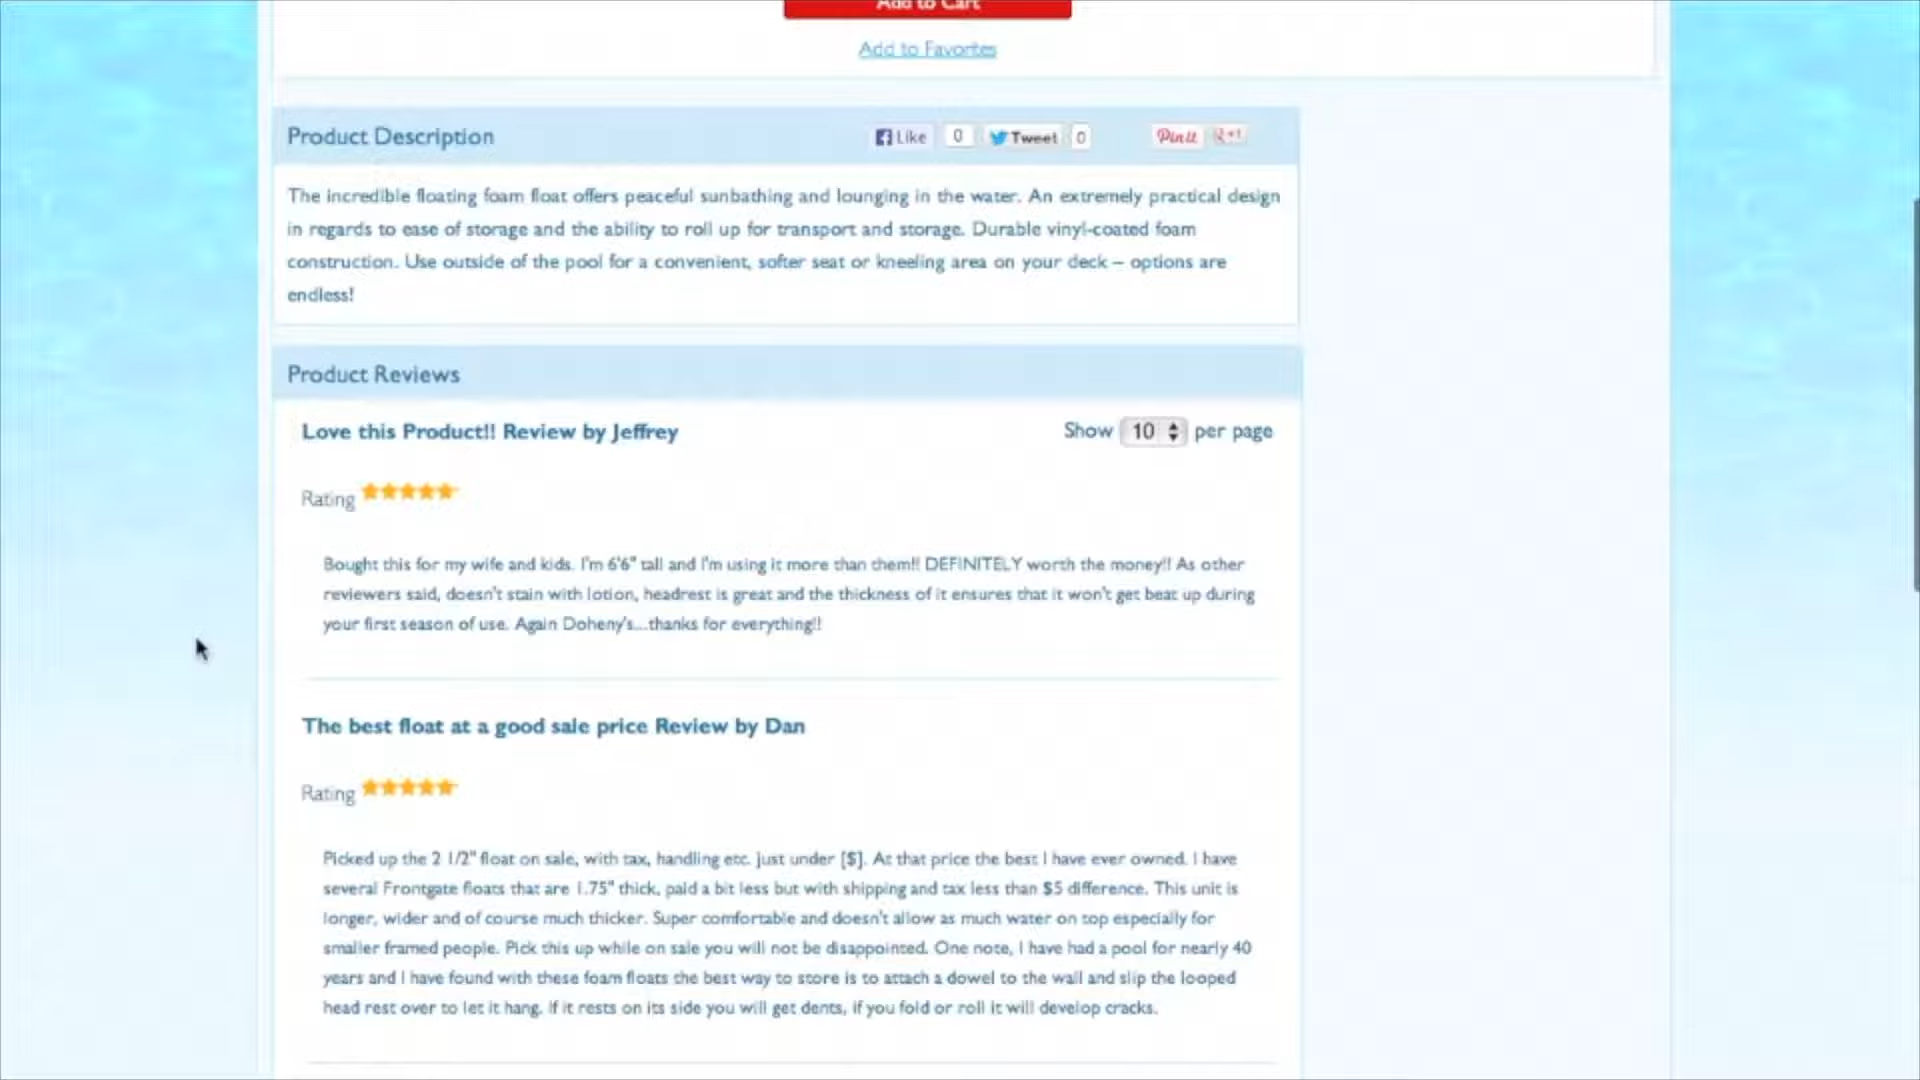 Add to Cart
Add to Favorites
Product Description
Like 0 Tweet 0 Pinit +1
The incredible floating foam float offers peaceful sunbathing and lounging in the water. An extremely practical design
in regards to ease of storage and the ability to roll up for transport and storage. Durable vinyl-coated foam
construction. Use outside of the pool for a convenient, softer seat or kneeling area on your deck – options are
endless!
Product Reviews
Love this Product!! Review by Jeffrey
Show 10 per page
Rating
Bought this for my wife and kids. I'm 6'6" tall and I'm using it more than them!! DEFINITELY worth the money!! As other
reviewers said, doesn't stain with lotion, headrest is great and the thickness of it ensures that it won't get beat up during
your first season of use. Again Doheny's...thanks for everything!!
The best float at a good sale price Review by Dan
Rating
Picked up the 2 1/2" float on sale, with tax, handling etc. just under [$]. At that price the best I have ever owned. I have
several Frontgate floats that are 1.75" thick, paid a bit less but with shipping and tax less than $5 difference. This unit is
longer, wider and of course much thicker. Super comfortable and doesn't allow as much water on top especially for
smaller framed people. Pick this up while on sale you will not be disappointed. One note, I have had a pool for nearly 40
years and I have found with these foam floats the best way to store is to attach a dowel to the wall and slip the looped
head rest over to let it hang. If it rests on its side you will get dents, if you fold or roll it will develop cracks.